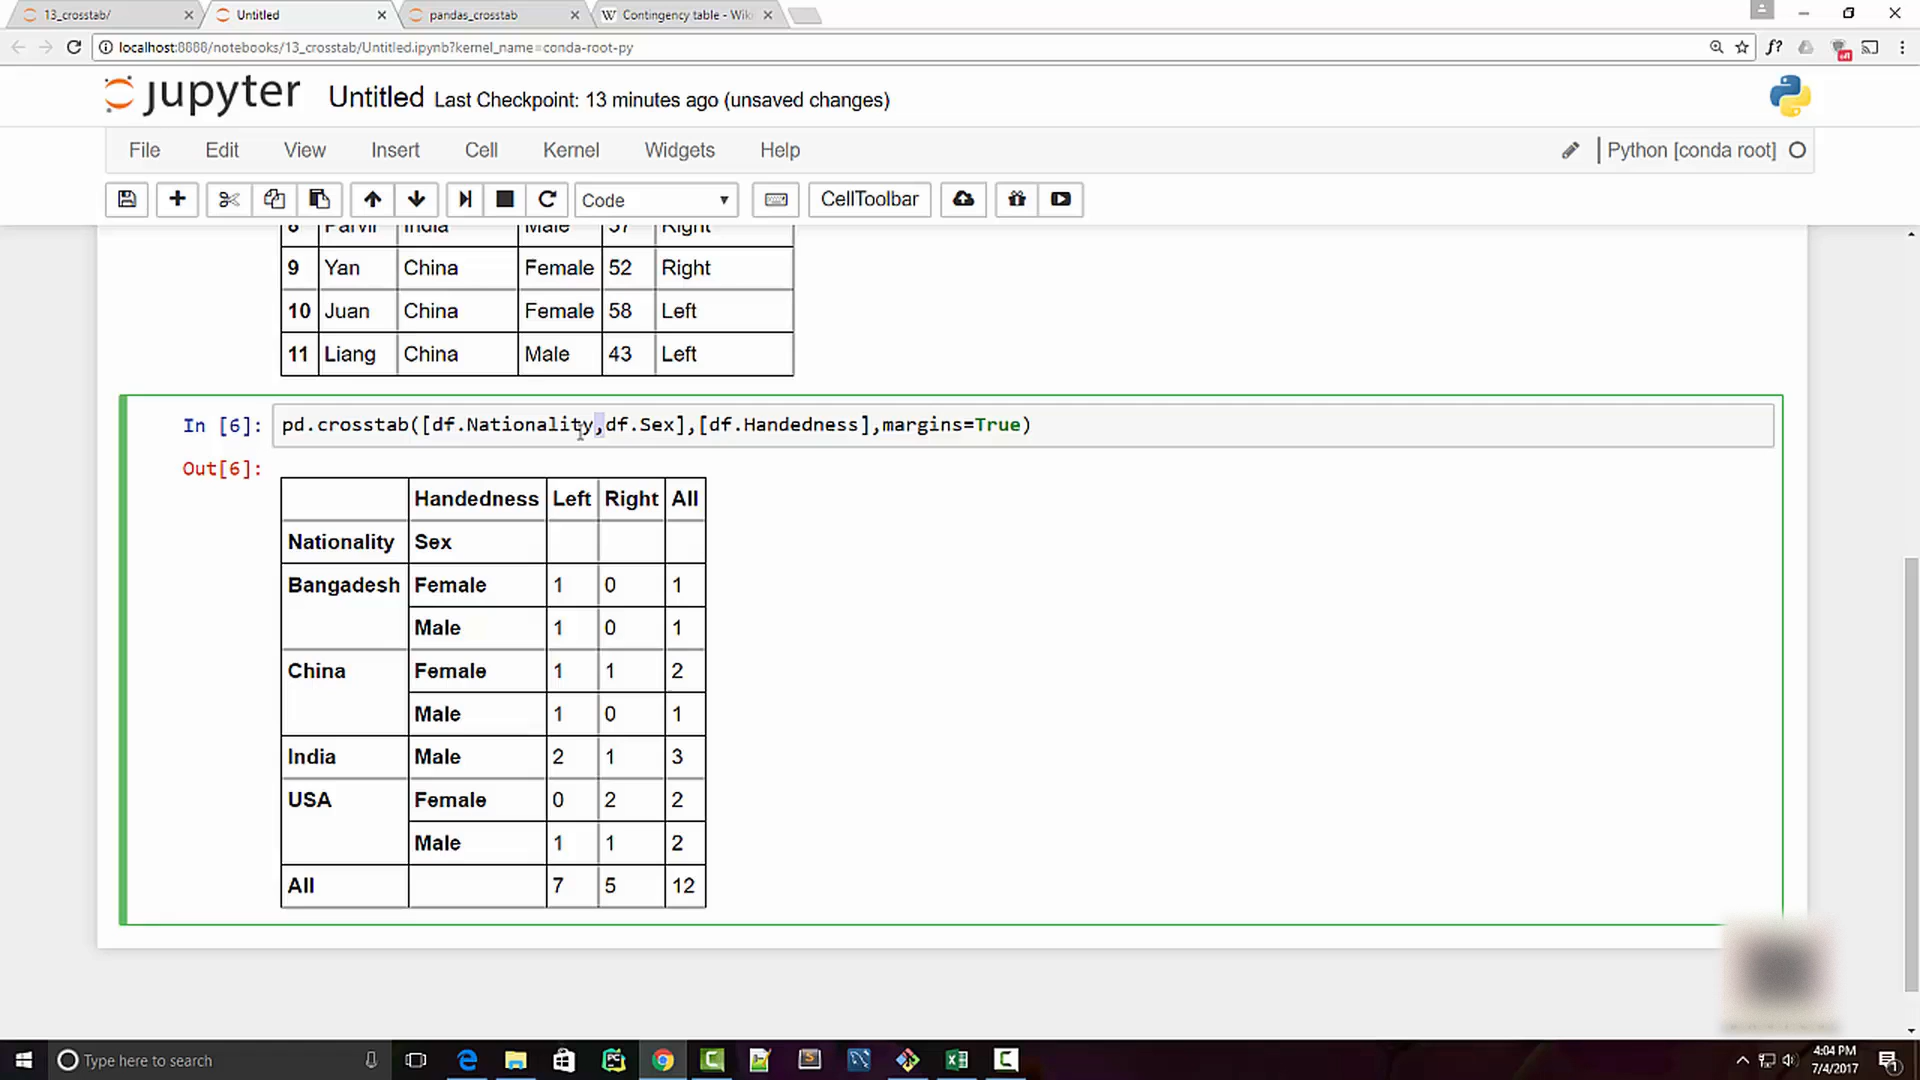 13_crosstab/
Untitled
pandas_crosstab
Contingency table - Wiki
localhost:8888/notebooks/13_crosstab/Untitled.ipynb?kernel_name=conda-root-py
jupyter Untitled Last Checkpoint: 13 minutes ago (unsaved changes)
File Edit View Insert Cell Kernel Widgets Help Python [conda root]
Code CellToolbar
8 Parvir India Male 37 Right
9 Yan China Female 52 Right
10 Juan China Female 58 Left
11 Liang China Male 43 Left
In [6]: pd.crosstab([df.Nationality,df.Sex],[df.Handedness],margins=True)
Out[6]:
Handedness Left Right All
Nationality Sex
Bangadesh Female 1 0 1
Male 1 0 1
China Female 1 1 2
Male 1 0 1
India Male 2 1 3
USA Female 0 2 2
Male 1 1 2
All 7 5 12
Type here to search
4:04 PM
7/4/2017